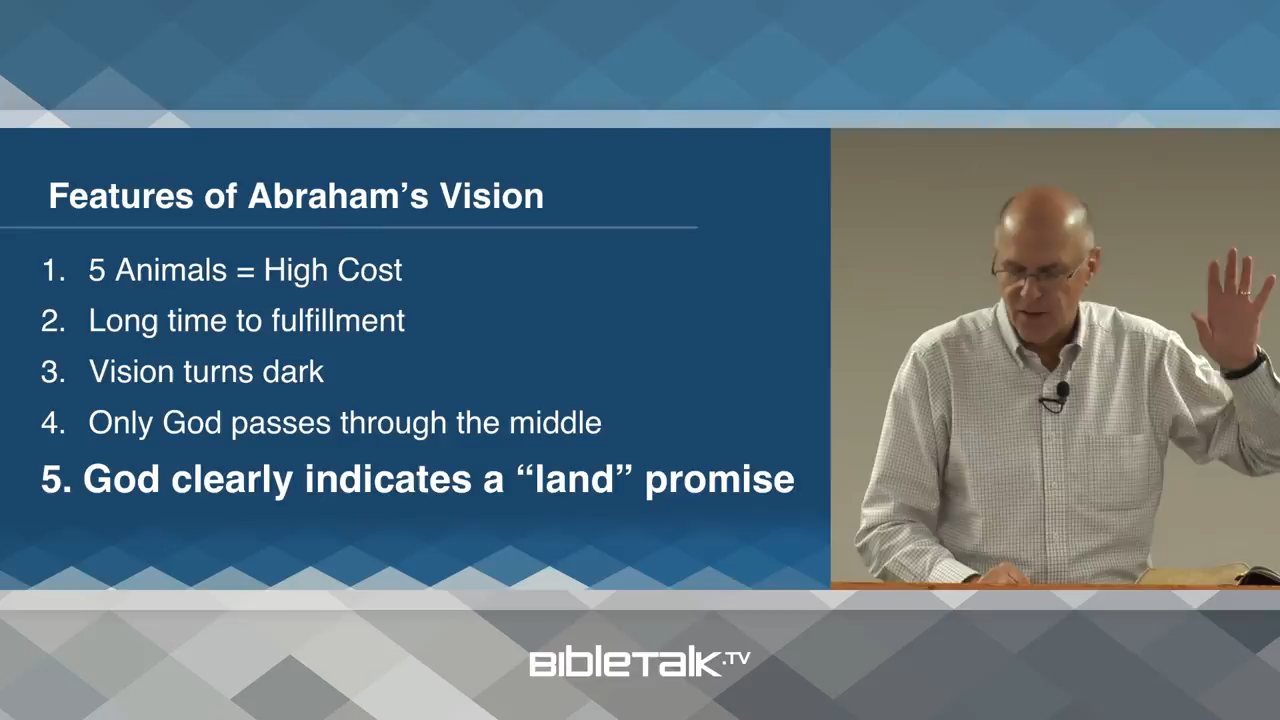 Features of Abraham’s Vision
1. 5 Animals = High Cost
2. Long time to fulfillment
3. Vision turns dark
4. Only God passes through the middle
5. God clearly indicates a “land” promise
BIBLETALK.TV